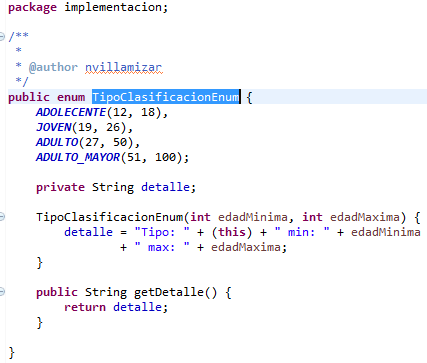 package implementacion;
/**
 *
 * @author nvillamizar
 */
public enum TipoClasificacionEnum {
    ADOLECENTE(12, 18),
    JOVEN(19, 26),
    ADULTO(27, 50),
    ADULTO_MAYOR(51, 100);
    private String detalle;
    TipoClasificacionEnum(int edadMinima, int edadMaxima) {
        detalle = "Tipo: " + (this) + " min: " + edadMinima
                + " max: " + edadMaxima;
    }
    public String getDetalle() {
        return detalle;
    }
}